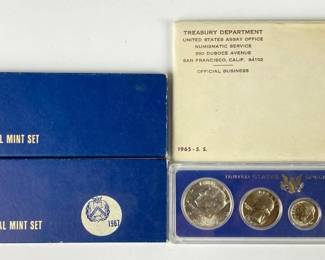 TREASURY DEPARTMENT
UNITED STATES ASSAY OFFICE
NUMISMATIC SERVICE
350 DUBOCE AVENUE
SAN FRANCISCO, CALIF. 94102
OFFICIAL BUSINESS
1965-S.S.
AL MINT SET
AL MINT SET
1967
UNITED STATES SPECI